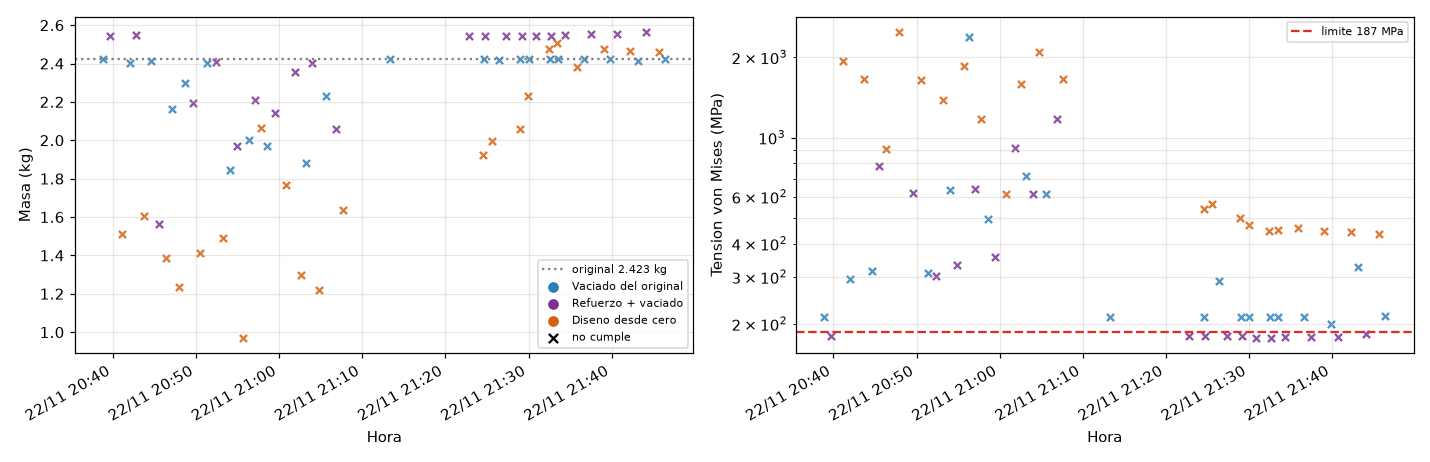 2.6
2.4
2.2
2.0
1.8
1.6
1.4
1.2
1.0
Masa (kg)
original 2.423 kg
Vaciado del original
Refuerzo + vaciado
Diseno desde cero
no cumple
22/11 20:40
22/11 20:50
22/11 21:00
22/11 21:10
22/11 21:20
22/11 21:30
22/11 21:40
Hora
limite 187 MPa
2 × 10³
10³
6 × 10²
4 × 10²
3 × 10²
2 × 10²
Tension von Mises (MPa)
22/11 20:40
22/11 20:50
22/11 21:00
22/11 21:10
22/11 21:20
22/11 21:30
22/11 21:40
Hora